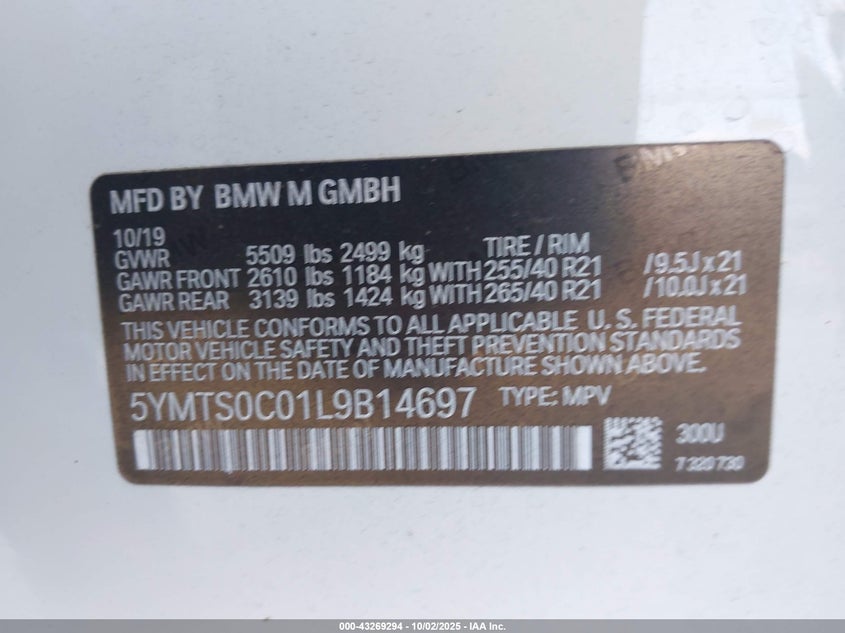 MFD BY BMW M GMBH
10/19
GVWR 5509 lbs 2499 kg TIRE / RIM
GAWR FRONT 2610 lbs 1184 kg WITH 255/40 R21 /9.5J x 21
GAWR REAR 3139 lbs 1424 kg WITH 265/40 R21 /10.0J x 21
THIS VEHICLE CONFORMS TO ALL APPLICABLE U. S. FEDERAL
MOTOR VEHICLE SAFETY AND THEFT PREVENTION STANDARDS
IN EFFECT ON THE DATE OF MANUFACTURE SHOWN ABOVE.
5YMTS0C01L9B14697 TYPE: MPV
300U
7 320 730
000-43269294 - 10/02/2025 - IAA Inc.